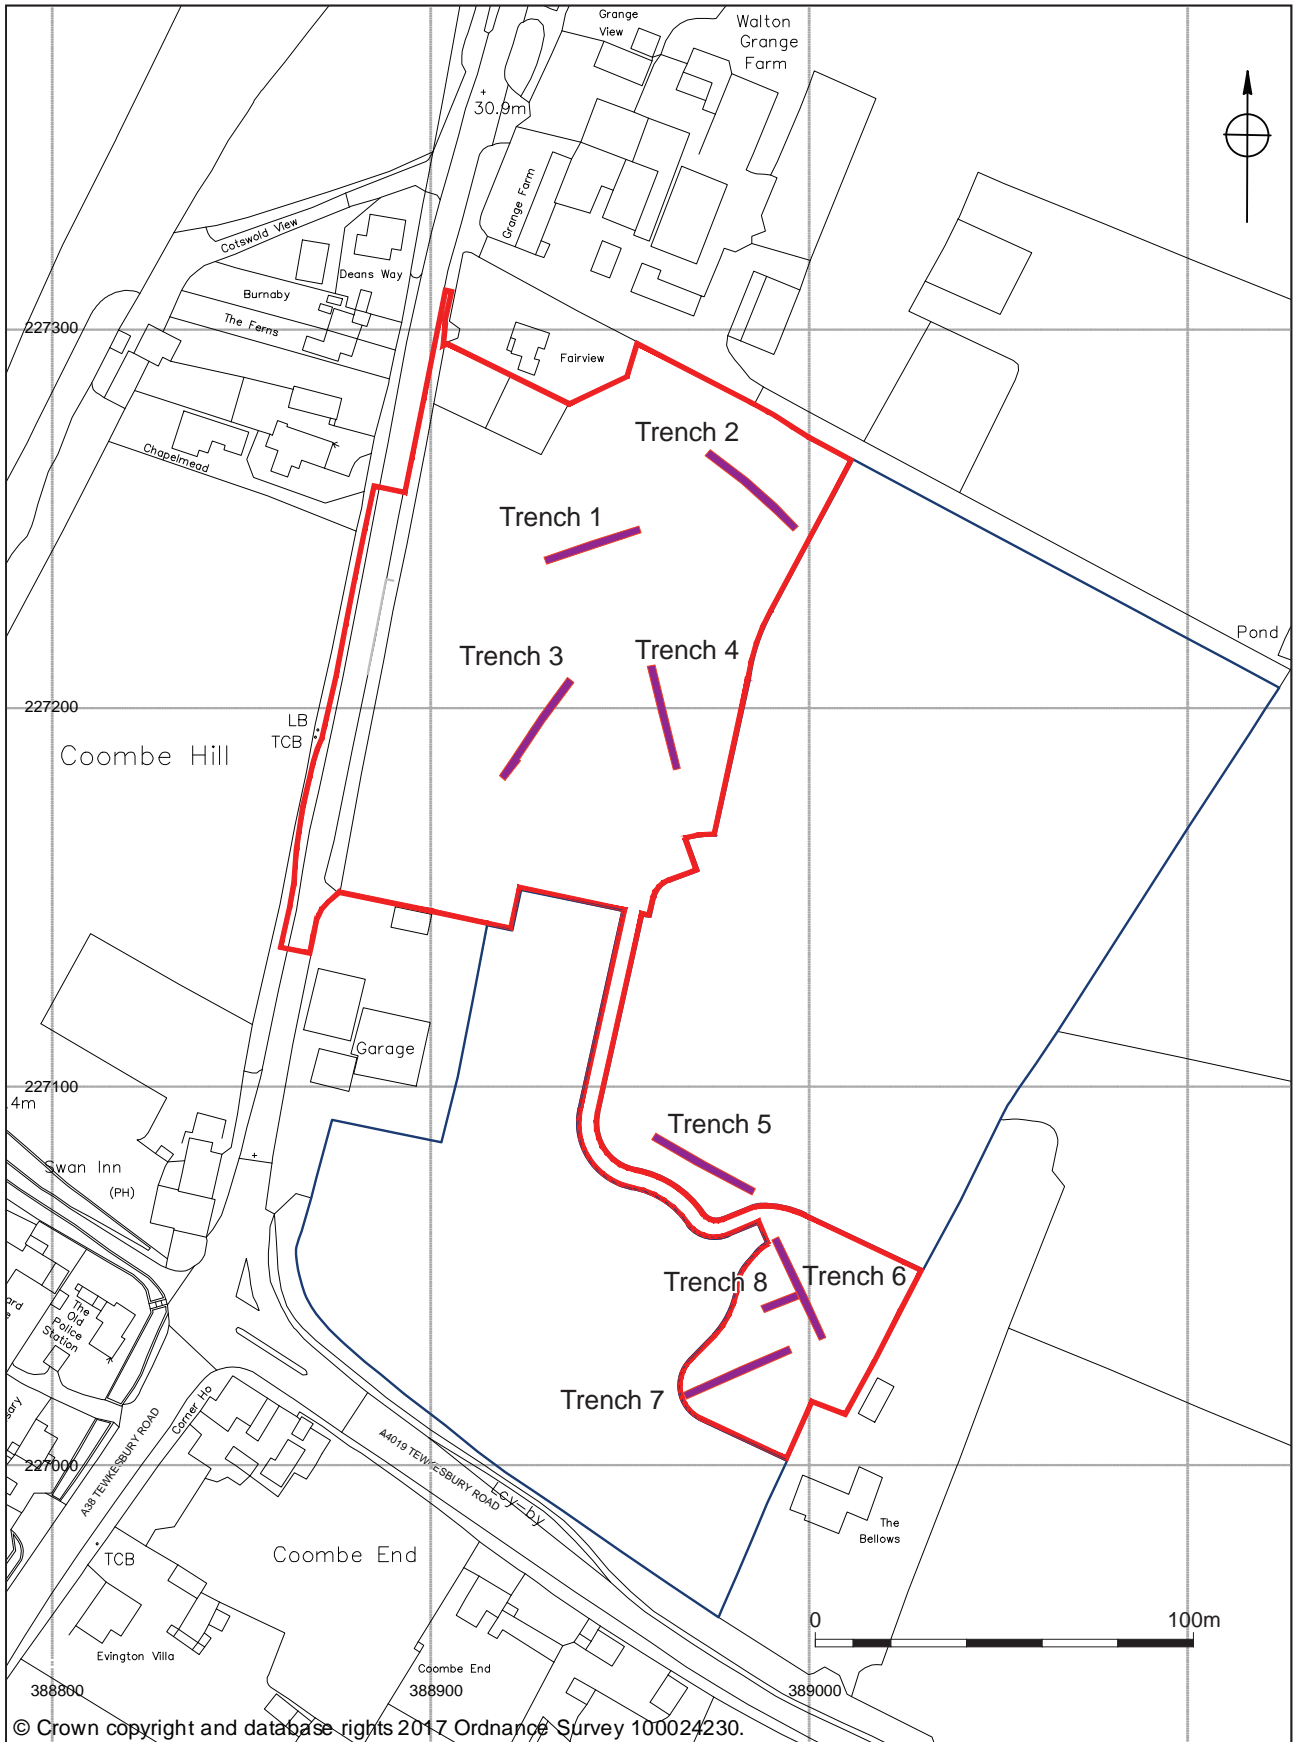 Grange
View
Walton
Grange
Farm
30.9m
Grange Farm
Cotswold View
Deans Way
Burnaby
The Ferns
227300
Fairview
Trench 2
Chapelmead
Trench 1
Pond
Trench 4
Trench 3
227200
LB
TCB
Coombe Hill
Garage
227100
.4m
Trench 5
Swan Inn
(PH)
Trench 6
Trench 8
The
Old
Police
Station
Trench 7
Corner Ho
A38 TEWKESBURY ROAD
A4019 TEWKESBURY ROAD
227000
Lay-by
The
Bellows
TCB
Coombe End
0
100m
Evington Villa
Coombe End
388800
388900
389000
© Crown copyright and database rights 2017 Ordnance Survey 100024230.